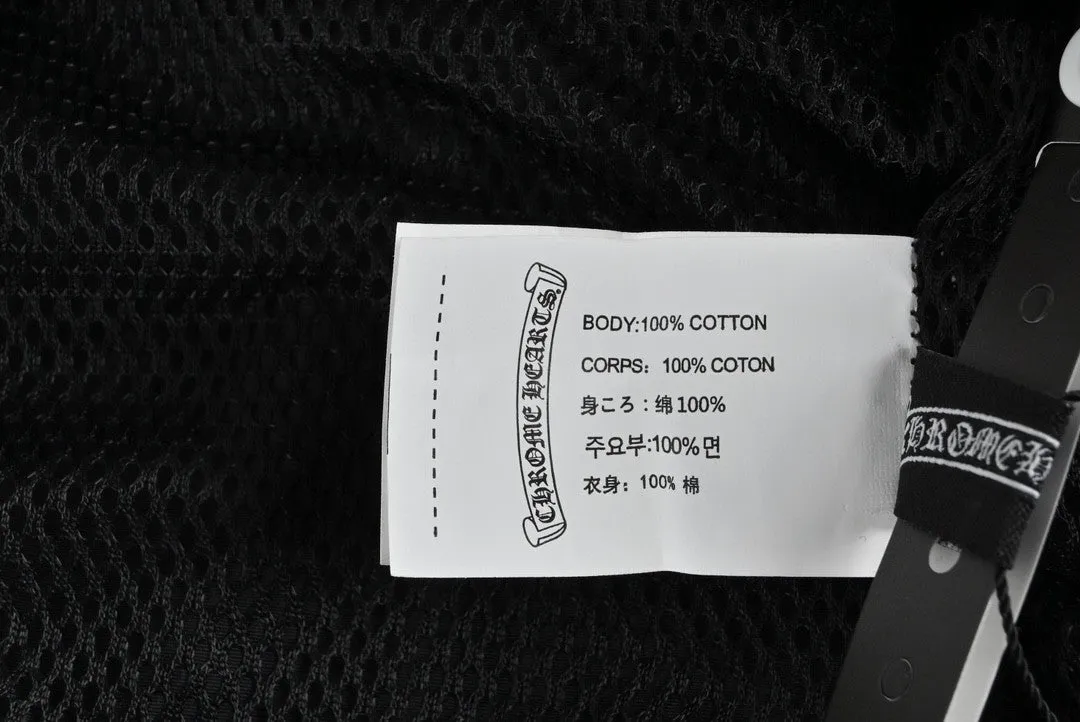 CHROME HEARTS
BODY:100% COTTON
CORPS: 100% COTON
身ころ：綿100%
주요부:100%면
衣身：100% 棉
CHROME H